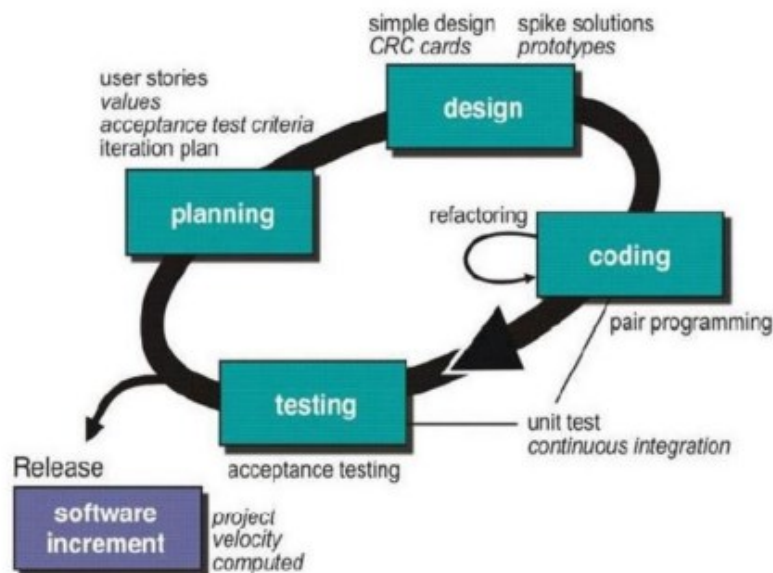 simple design
CRC cards
spike solutions
prototypes
user stories
values
acceptance test criteria
iteration plan
design
planning
refactoring
coding
pair programming
testing
unit test
continuous integration
acceptance testing
Release
software
increment
project
velocity
computed